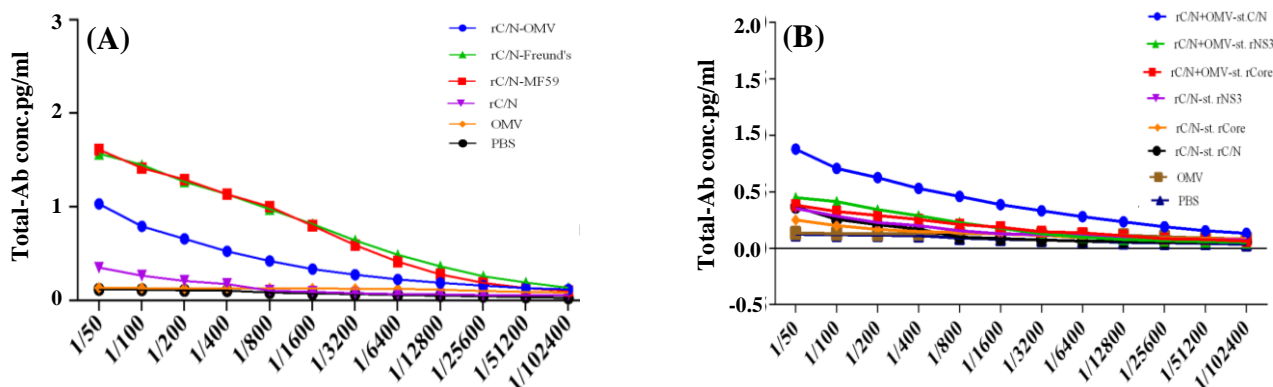 (A)
Total-Ab conc.pg/ml
3
2
1
0
rC/N-OMV
rC/N-Freund's
rC/N-MF59
rC/N
OMV
PBS
1/50
1/100
1/200
1/400
1/800
1/1600
1/3200
1/6400
1/12800
1/25600
1/51200
1/102400
(B)
Total-Ab conc.pg/ml
2.0
1.5
1.5
0.5
0.0
-0.5
rC/N+OMV-st.C/N
rC/N+OMV-st. rNS3
rC/N+OMV-st. rCore
rC/N-st. rNS3
rC/N-st. rCore
rC/N-st. rC/N
OMV
PBS
1/50
1/100
1/200
1/400
1/800
1/1600
1/3200
1/6400
1/12800
1/25600
1/51200
1/102400